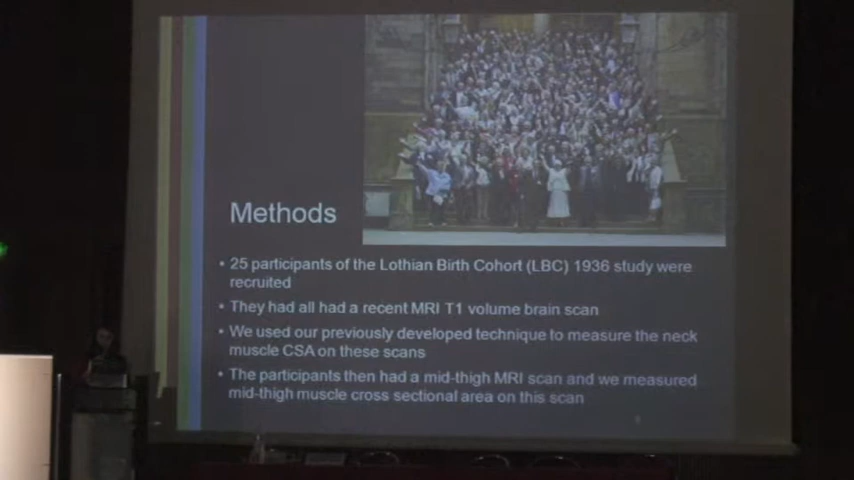 Methods
• 25 participants of the Lothian Birth Cohort (LBC) 1936 study were
recruited
• They had all had a recent MRI T1 volume brain scan
• We used our previously developed technique to measure the neck
muscle CSA on these scans
• The participants then had a mid-thigh MRI scan and we measured
mid-thigh muscle cross sectional area on this scan